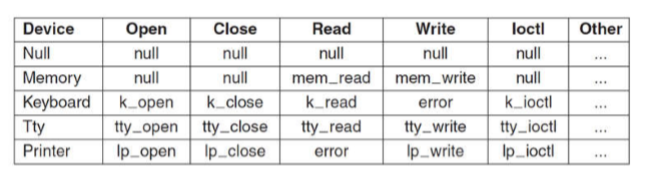 Device Open Close Read Write Ioctl Other
Null null null null null null ...
Memory null null mem_read mem_write null ...
Keyboard k_open k_close k_read error k_ioctl ...
Tty tty_open tty_close tty_read tty_write tty_ioctl ...
Printer lp_open lp_close error lp_write lp_ioctl ...